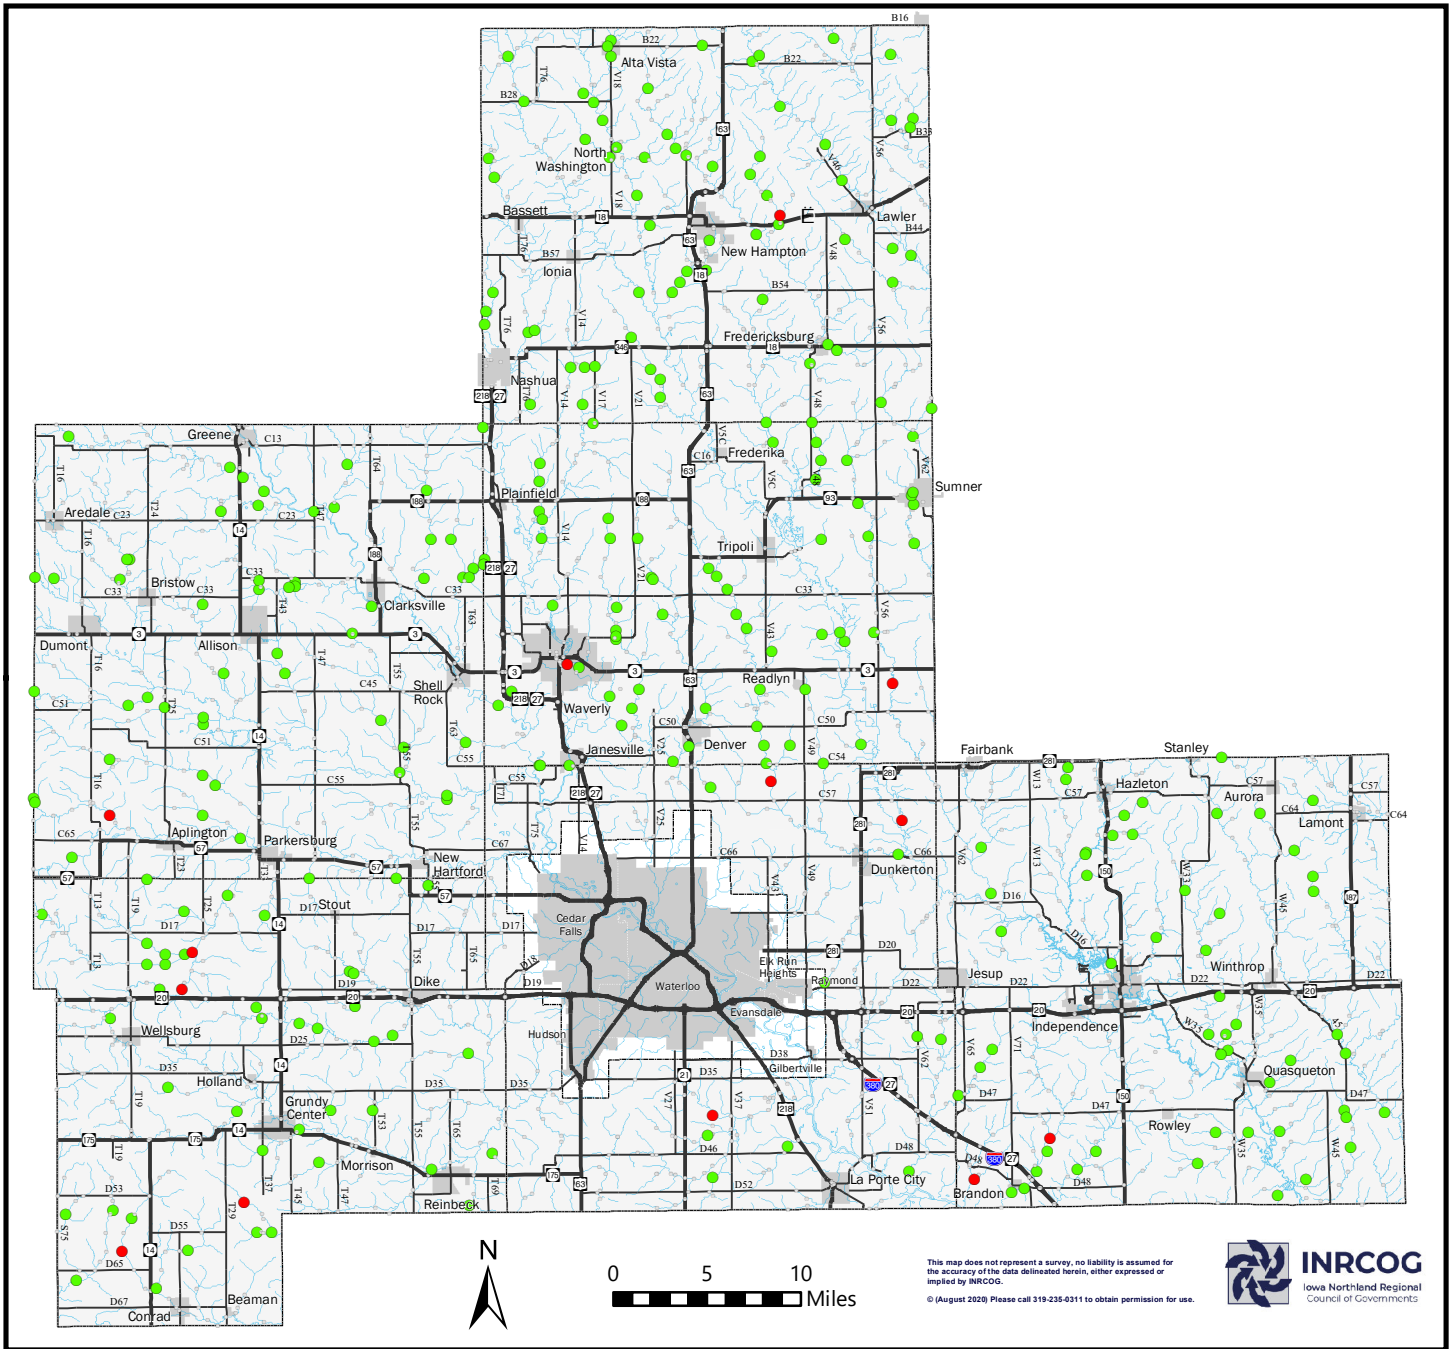 B16
B22
Alta Vista
B22
T76
V18
B28
63
B33
V56
North
Washington
V46
V18
Bassett
18
E
Lawler
B44
T76
63
New Hampton
V48
B57
Ionia
18
B54
T76
V14
V56
Fredericksburg
346
18
Nashua
218
27
T76
V14
V17
V21
63
V48
Greene
C13
V5C
Frederika
C16
T16
T64
63
V5C
V48
V62
Sumner
T24
188
Plainfield
188
93
Aredale
C23
C23
T47
14
V14
Tripoli
T16
188
218
27
V21
Bristow
C33
C33
C33
C33
C33
T43
Clarksville
T63
V56
Dumont
3
Allison
3
V43
T16
T47
T55
Shell
Rock
3
3
3
Readlyn
C45
63
C51
T25
218
27
Waverly
C50
C50
14
T63
V25
Denver
V49
C51
T55
Janesville
C54
Fairbank
281
Stanley
C55
C55
C55
281
W13
T16
T71
218
27
C57
C57
Hazleton
C57
C57
Aurora
C64
C64
Lamont
T55
T75
V14
V25
281
C65
Aplington
57
Parkersburg
C67
C66
C66
V62
W13
T23
57
New
Hartford
Dunkerton
57
57
T55
57
V43
V49
150
W33
T13
T19
T25
D17
Stout
D16
W45
187
14
Cedar
Falls
D17
D17
D17
D16
D20
281
T13
T55
T65
D18
Elk Run
Heights
Winthrop
D19
Dike
D19
Waterloo
Raymond
Jesup
D22
D22
D22
D22
20
20
Evansdale
20
20
20
Independence
W35
W35
45
Wellsburg
Hudson
D25
14
D38
V62
V65
V71
D35
Holland
D35
D35
21
D35
Gilbertville
Quasqueton
T19
380
27
D47
D47
D47
Grundy
Center
V27
V37
218
V51
150
Rowley
175
175
14
T53
T55
T65
T19
D46
D48
D48
W35
W45
Morrison
380
27
T37
T45
T47
175
La Porte City
D53
Reinbeck
T69
63
D52
Brandon
D48
T29
S75
D55
14
D65
D67
Beaman
Conrad
N
0 5 10
Miles
This map does not represent a survey, no liability is assumed for
the accuracy of the data delineated herein, either expressed or
implied by INRCOG.
© (August 2020) Please call 319-235-0311 to obtain permission for use.
INRCOG
Iowa Northland Regional
Council of Governments